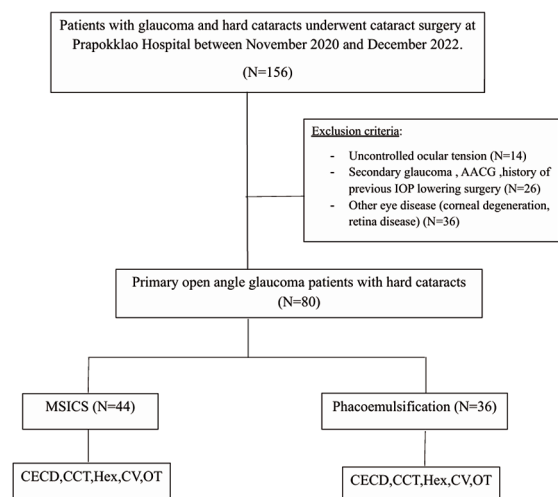 Patients with glaucoma and hard cataracts underwent cataract surgery at
Prapokklao Hospital between November 2020 and December 2022.
(N=156)
Exclusion criteria:
- Uncontrolled ocular tension (N=14)
- Secondary glaucoma , AACG ,history of
previous IOP lowering surgery (N=26)
- Other eye disease (corneal degeneration,
retina disease) (N=36)
Primary open angle glaucoma patients with hard cataracts
(N=80)
MSICS (N=44)
Phacoemulsification (N=36)
CECD,CCT,Hex,CV,OT
CECD,CCT,Hex,CV,OT